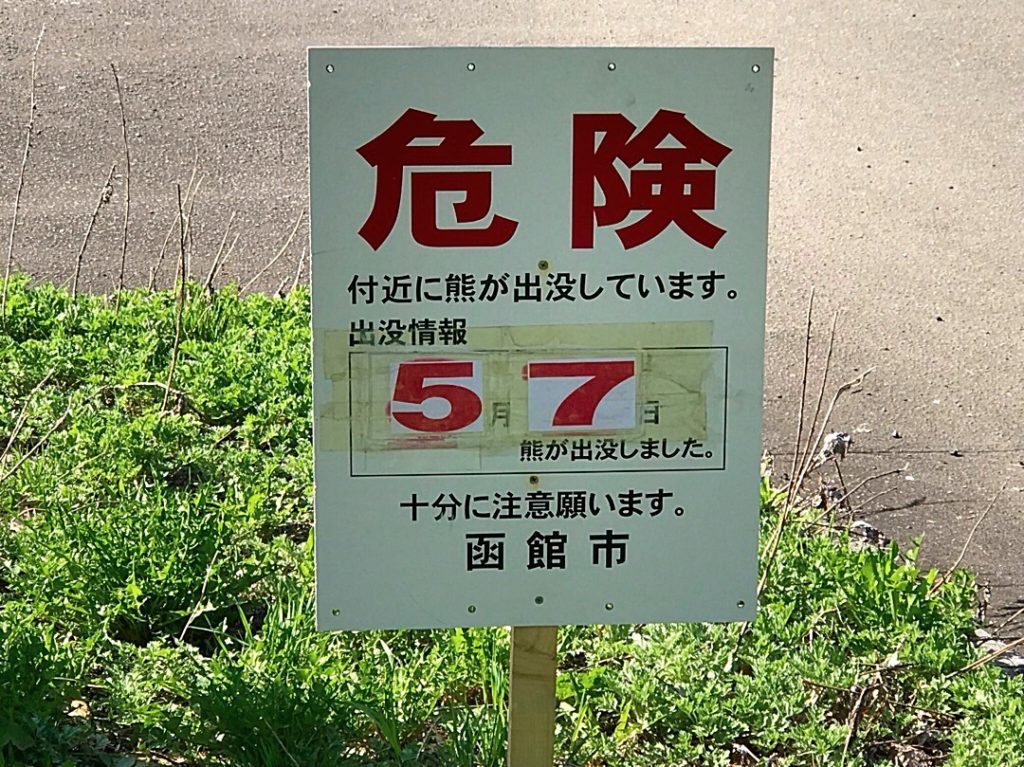 危険
付近に熊が出没しています。
出没情報
5月7日
熊が出没しました。
十分に注意願います。
函館市